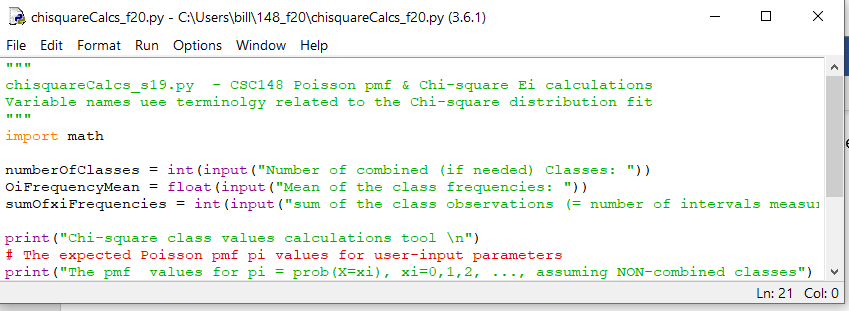 chisquareCalcs_f20.py - C:\Users\bill\148_f20\chisquareCalcs_f20.py (3.6.1)
File Edit Format Run Options Window Help
"""
chisquareCalcs_s19.py  - CSC148 Poisson pmf & Chi-square Ei calculations
Variable names uee terminolgy related to the Chi-square distribution fit
"""
import math
numberOfClasses = int(input("Number of combined (if needed) Classes: "))
OiFrequencyMean = float(input("Mean of the class frequencies: "))
sumOfxiFrequencies = int(input("sum of the class observations (= number of intervals measu
print("Chi-square class values calculations tool \n")
# The expected Poisson pmf pi values for user-input parameters
print("The pmf  values for pi = prob(X=xi), xi=0,1,2, ..., assuming NON-combined classes")
Ln: 21 Col: 0